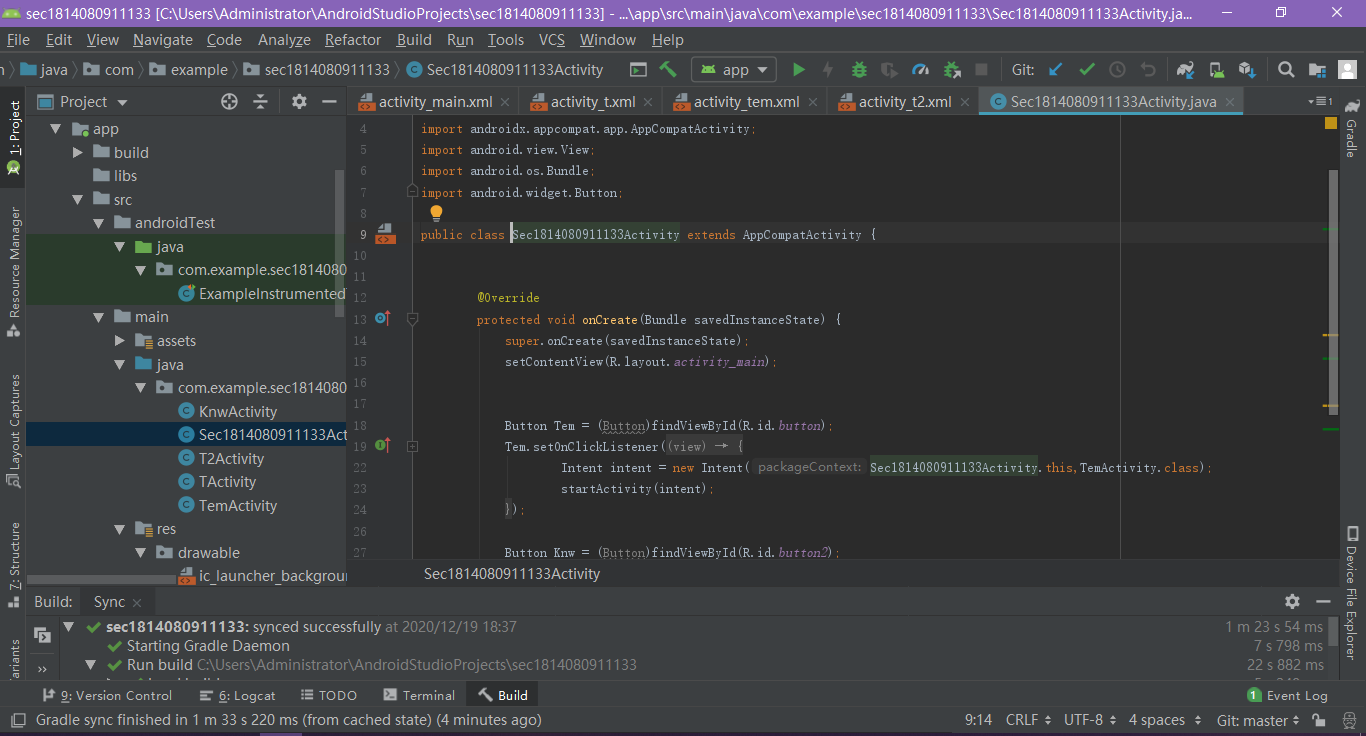 sec1814080911133 [C:\Users\Administrator\AndroidStudioProjects\sec1814080911133] - ...\app\src\main\java\com\example\sec1814080911133\Sec1814080911133Activity.ja...
File Edit View Navigate Code Analyze Refactor Build Run Tools VCS Window Help
java com example sec1814080911133 Sec1814080911133Activity app Git:
Project activity_main.xml activity_t.xml activity_tem.xml activity_t2.xml Sec1814080911133Activity.java 1
1: Project
Resource Manager
Layout Captures
7: Structure
app
build
libs
src
androidTest
java
com.example.sec181408
ExampleInstrumented
main
assets
java
com.example.sec181408
KnwActivity
Sec1814080911133Act
T2Activity
TActivity
TemActivity
res
drawable
ic_launcher_backgrou
4 import androidx.appcompat.app.AppCompatActivity;
5 import android.view.View;
6 import android.os.Bundle;
7 import android.widget.Button;
8
9 public class Sec1814080911133Activity extends AppCompatActivity {
10
11
12 @Override
13 protected void onCreate(Bundle savedInstanceState) {
14 super.onCreate(savedInstanceState);
15 setContentView(R.layout.activity_main);
16
17
18 Button Tem = (Button)findViewById(R.id.button);
19 Tem.setOnClickListener((view) → {
22 Intent intent = new Intent( packageContext: Sec1814080911133Activity.this,TemActivity.class);
23 startActivity(intent);
24 });
26
27 Button Knw = (Button)findViewById(R.id.button2);
Sec1814080911133Activity
Gradle
Device File Explorer
Build: Sync
sec1814080911133: synced successfully at 2020/12/19 18:37 1 m 23 s 54 ms
Starting Gradle Daemon 7 s 798 ms
Run build C:\Users\Administrator\AndroidStudioProjects\sec1814080911133 22 s 882 ms
9: Version Control 6: Logcat TODO Terminal Build 1 Event Log
Gradle sync finished in 1 m 33 s 220 ms (from cached state) (4 minutes ago) 9:14 CRLF UTF-8 4 spaces Git: master